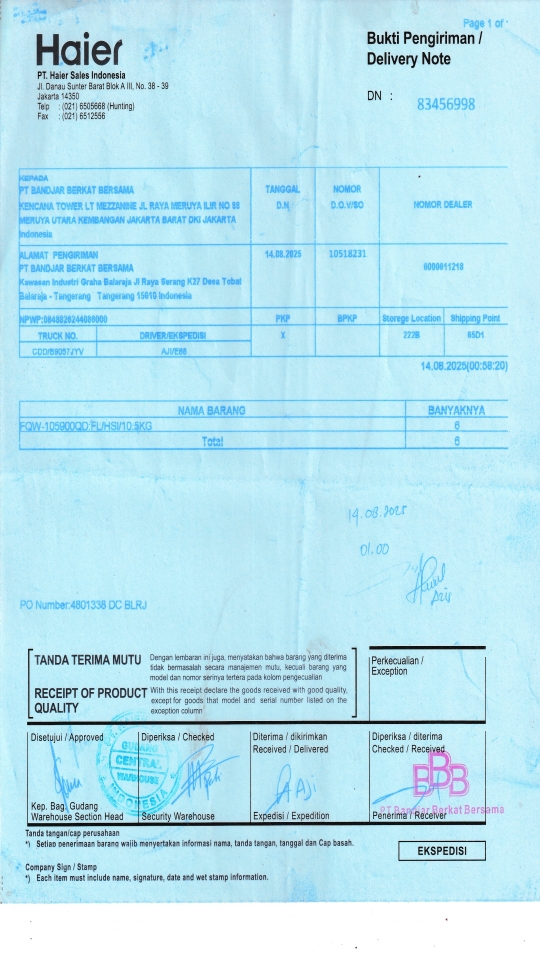 Page 1 of
Haier
Bukti Pengiriman /
Delivery Note
PT. Haier Sales Indonesia
Jl. Danau Sunter Barat Blok A III, No. 38 - 39
Jakarta 14350
Telp : (021) 6505668 (Hunting)
Fax : (021) 6512556
DN : 83456998
KEPADA
PT BANDJAR BERKAT BERSAMA
KENCANA TOWER LT MEZZANINE JL RAYA MERUYA ILIR NO 88
MERUYA UTARA KEMBANGAN JAKARTA BARAT DKI JAKARTA
Indonesia
TANGGAL
D.N
NOMOR
D.O.V/SO
NOMOR DEALER
ALAMAT PENGIRIMAN
PT BANDJAR BERKAT BERSAMA
Kawasan Industri Graha Balaraja Jl Raya Serang K27 Desa Tobat
Balaraja - Tangerang Tangerang 15610 Indonesia
14.08.2025
10518231
6000011218
PKP
BPKP
Storege Location
Shipping Point
TRUCK NO.
DRIVER/EKSPEDISI
X
222B
65D1
14.08.2025(00:58:20)
NAMA BARANG
BANYAKNYA
FQW-105900QD FL/HSI/10.5KG
6
Total
6
14.08.2025
01.00
PO Number:4801338 DC BLRJ
TANDA TERIMA MUTU
Dengan lembaran ini juga, menyatakan bahwa barang yang diterima
tidak bermasalah secara manajemen mutu, kecuali barang yang
model dan nomor serinya tertera pada kolom pengecualian
RECEIPT OF PRODUCT
QUALITY
With this receipt declare the goods received with good quality,
except for goods that model and serial number listed on the
exception column
Perkecualian /
Exception
Disetujui / Approved
Diperiksa / Checked
Diterima / dikirimkan
Received / Delivered
Diperiksa / diterima
Checked / Received
GUDANG
CENTRAL
WAREHOUSE
INDONESIA
AJI
BBB
PT Bandjar Berkat Bersama
Kep. Bag. Gudang
Warehouse Section Head
Security Warehouse
Expedisi / Expedition
Penerima / Receiver
Tanda tangan/cap perusahaan
*) Setiap penerimaan barang wajib menyertakan informasi nama, tanda tangan, tanggal dan Cap basah.
EKSPEDISI
Company Sign / Stamp
*) Each item must include name, signature, date and wet stamp information.